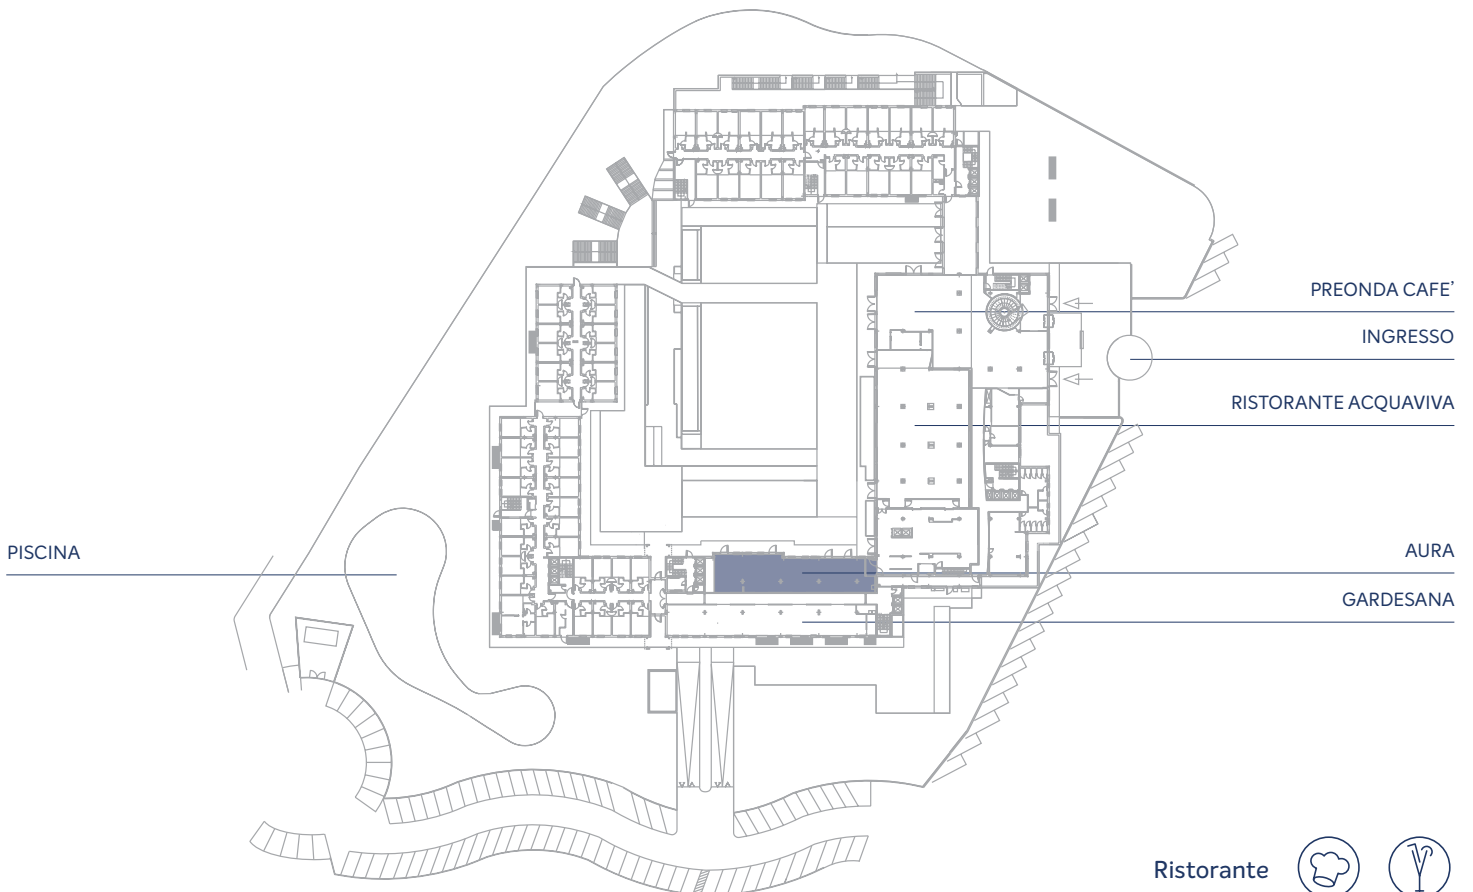 PREONDA CAFE'
INGRESSO
RISTORANTE ACQUAVIVA
PISCINA
AURA
GARDESANA
Ristorante